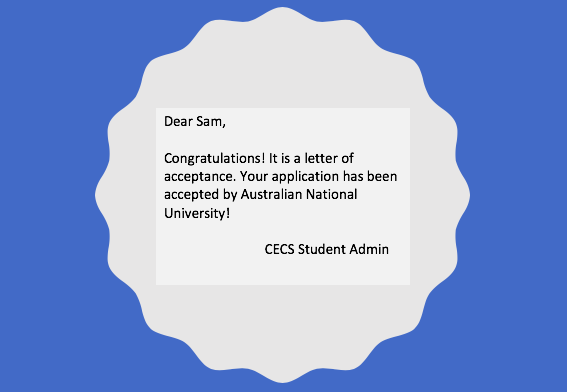 Dear Sam,
Congratulations! It is a letter of
acceptance. Your application has been
accepted by Australian National
University!
CECS Student Admin